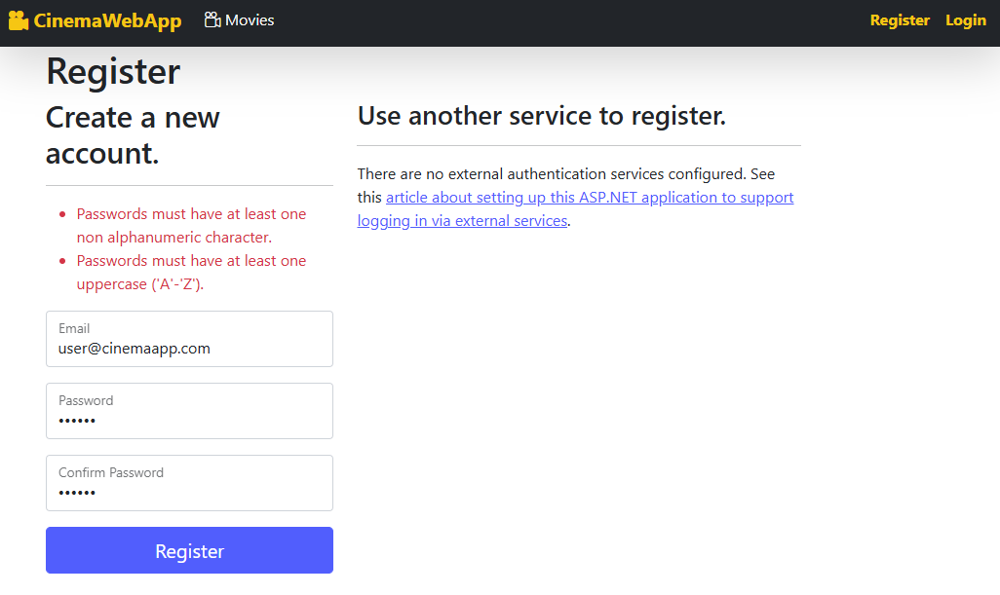 CinemaWebApp Movies Register Login
Register
Create a new
account.
Passwords must have at least one
non alphanumeric character.
Passwords must have at least one
uppercase ('A'-'Z').
Email
user@cinemaapp.com
Password
••••••
Confirm Password
••••••
Register
Use another service to register.
There are no external authentication services configured. See
this article about setting up this ASP.NET application to support
logging in via external services.